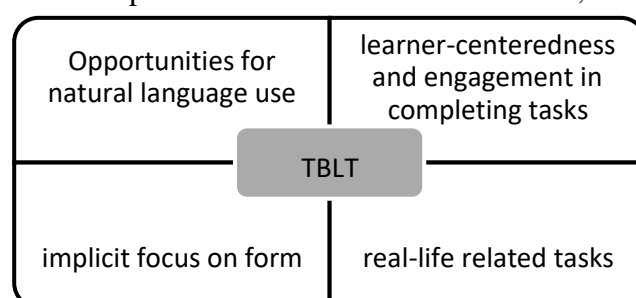 Opportunities for
natural language use
learner-centeredness
and engagement in
completing tasks
TBLT
implicit focus on form
real-life related tasks